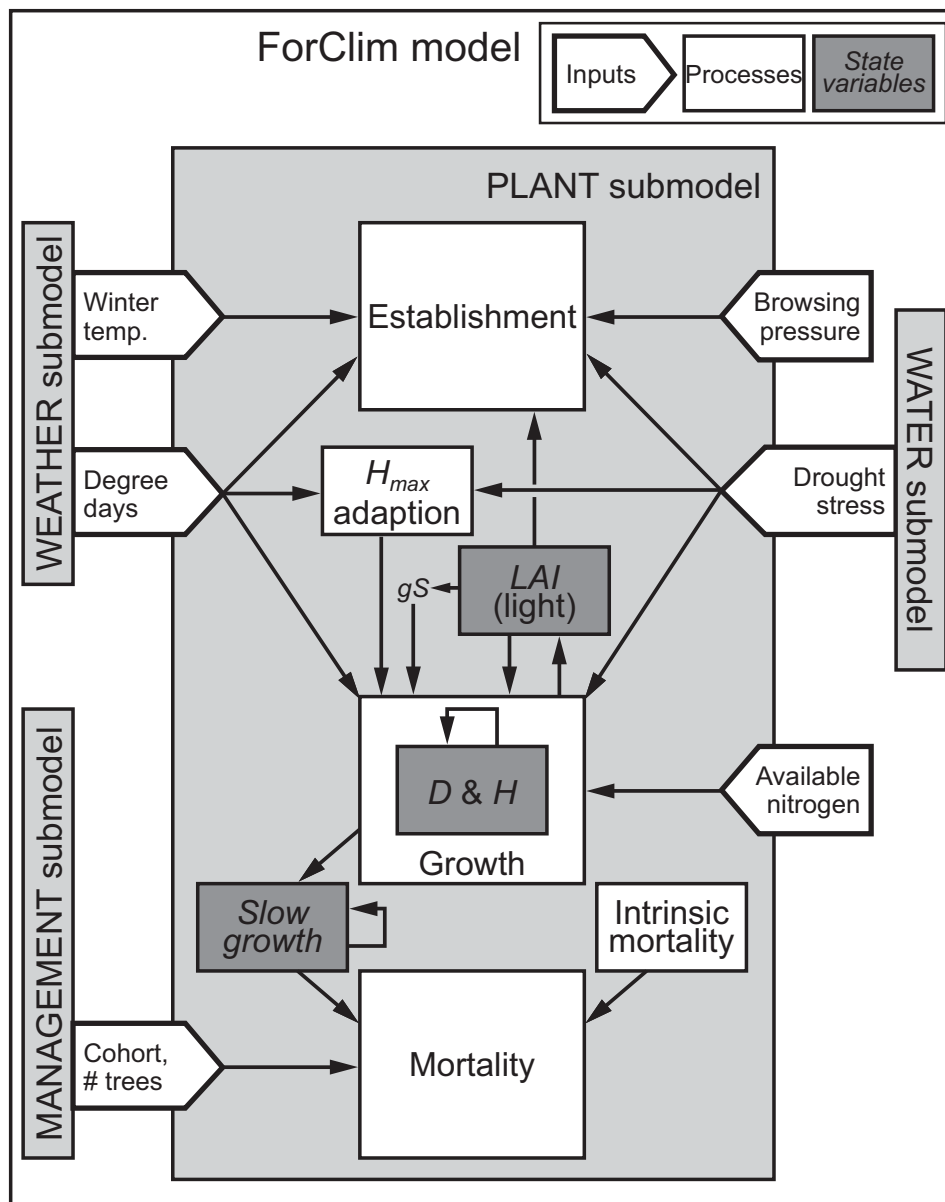 ForClim model
Inputs
Processes
State
variables
PLANT submodel
WEATHER submodel
Winter
temp.
Establishment
Browsing
pressure
WATER submodel
Degree
days
Hmax
adaption
Drought
stress
gS
LAI
(light)
MANAGEMENT submodel
D & H
Growth
Available
nitrogen
Slow
growth
Intrinsic
mortality
Cohort,
# trees
Mortality